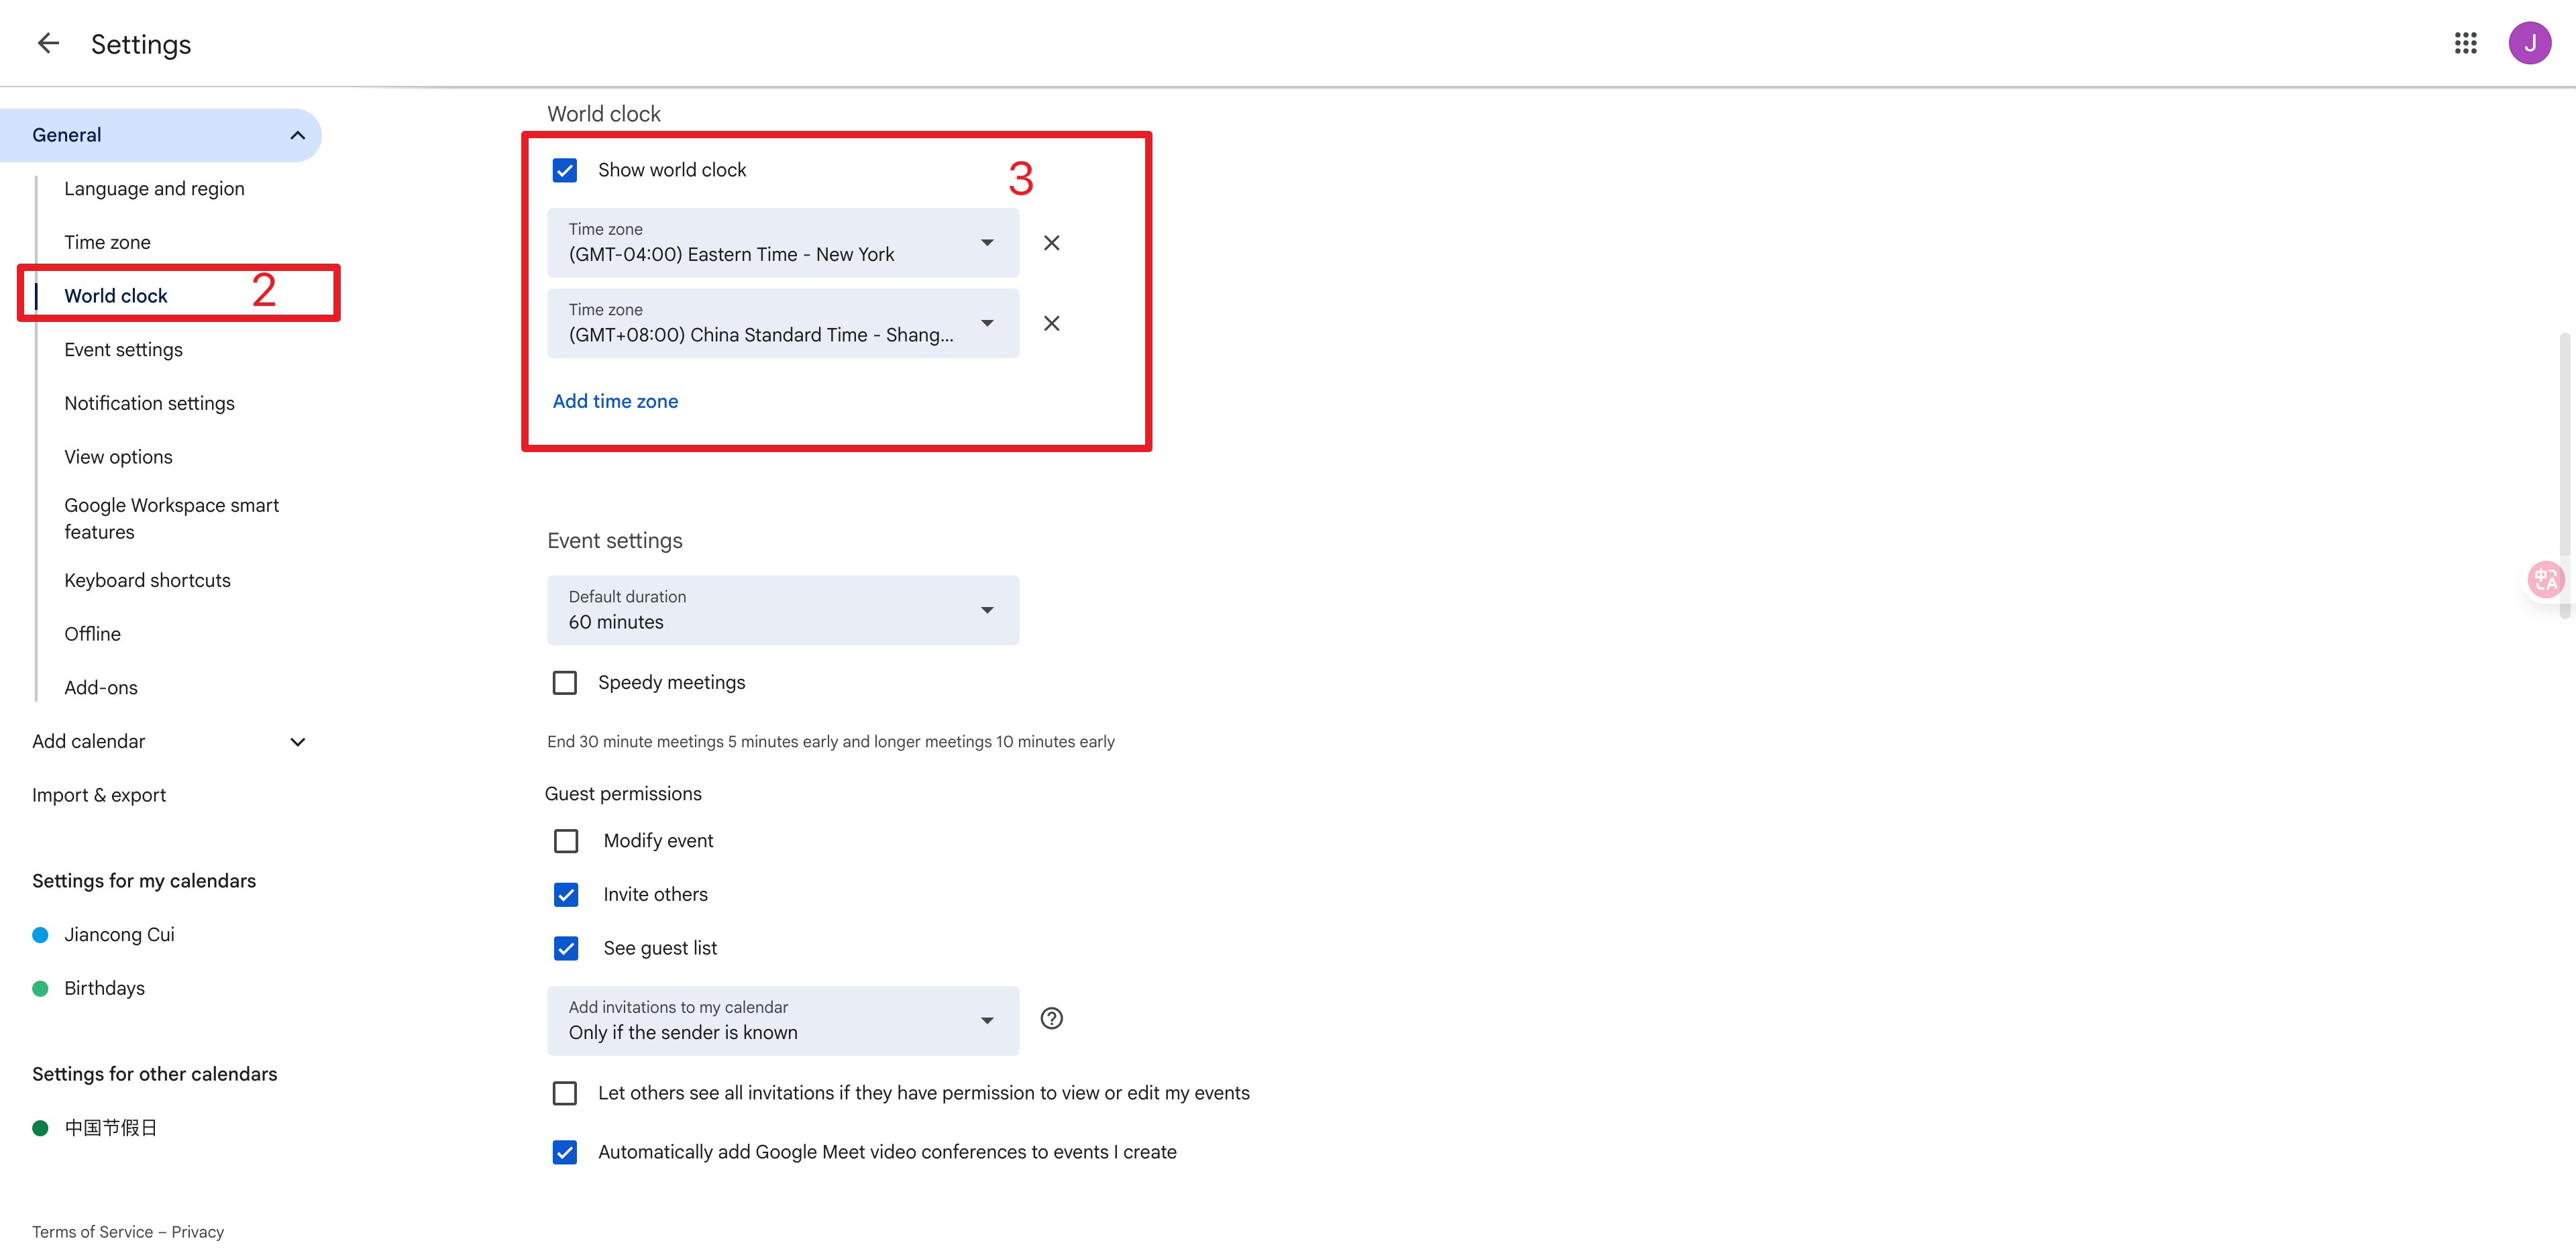 Settings
J
General
Language and region
Time zone
World clock
2
Event settings
Notification settings
View options
Google Workspace smart
features
Keyboard shortcuts
Offline
Add-ons
Add calendar
Import & export
Settings for my calendars
Jiancong Cui
Birthdays
Settings for other calendars
中国节假日
Terms of Service – Privacy
World clock
Show world clock
3
Time zone
(GMT-04:00) Eastern Time - New York
Time zone
(GMT+08:00) China Standard Time - Shang...
Add time zone
Event settings
Default duration
60 minutes
Speedy meetings
End 30 minute meetings 5 minutes early and longer meetings 10 minutes early
Guest permissions
Modify event
Invite others
See guest list
Add invitations to my calendar
Only if the sender is known
Let others see all invitations if they have permission to view or edit my events
Automatically add Google Meet video conferences to events I create
中A